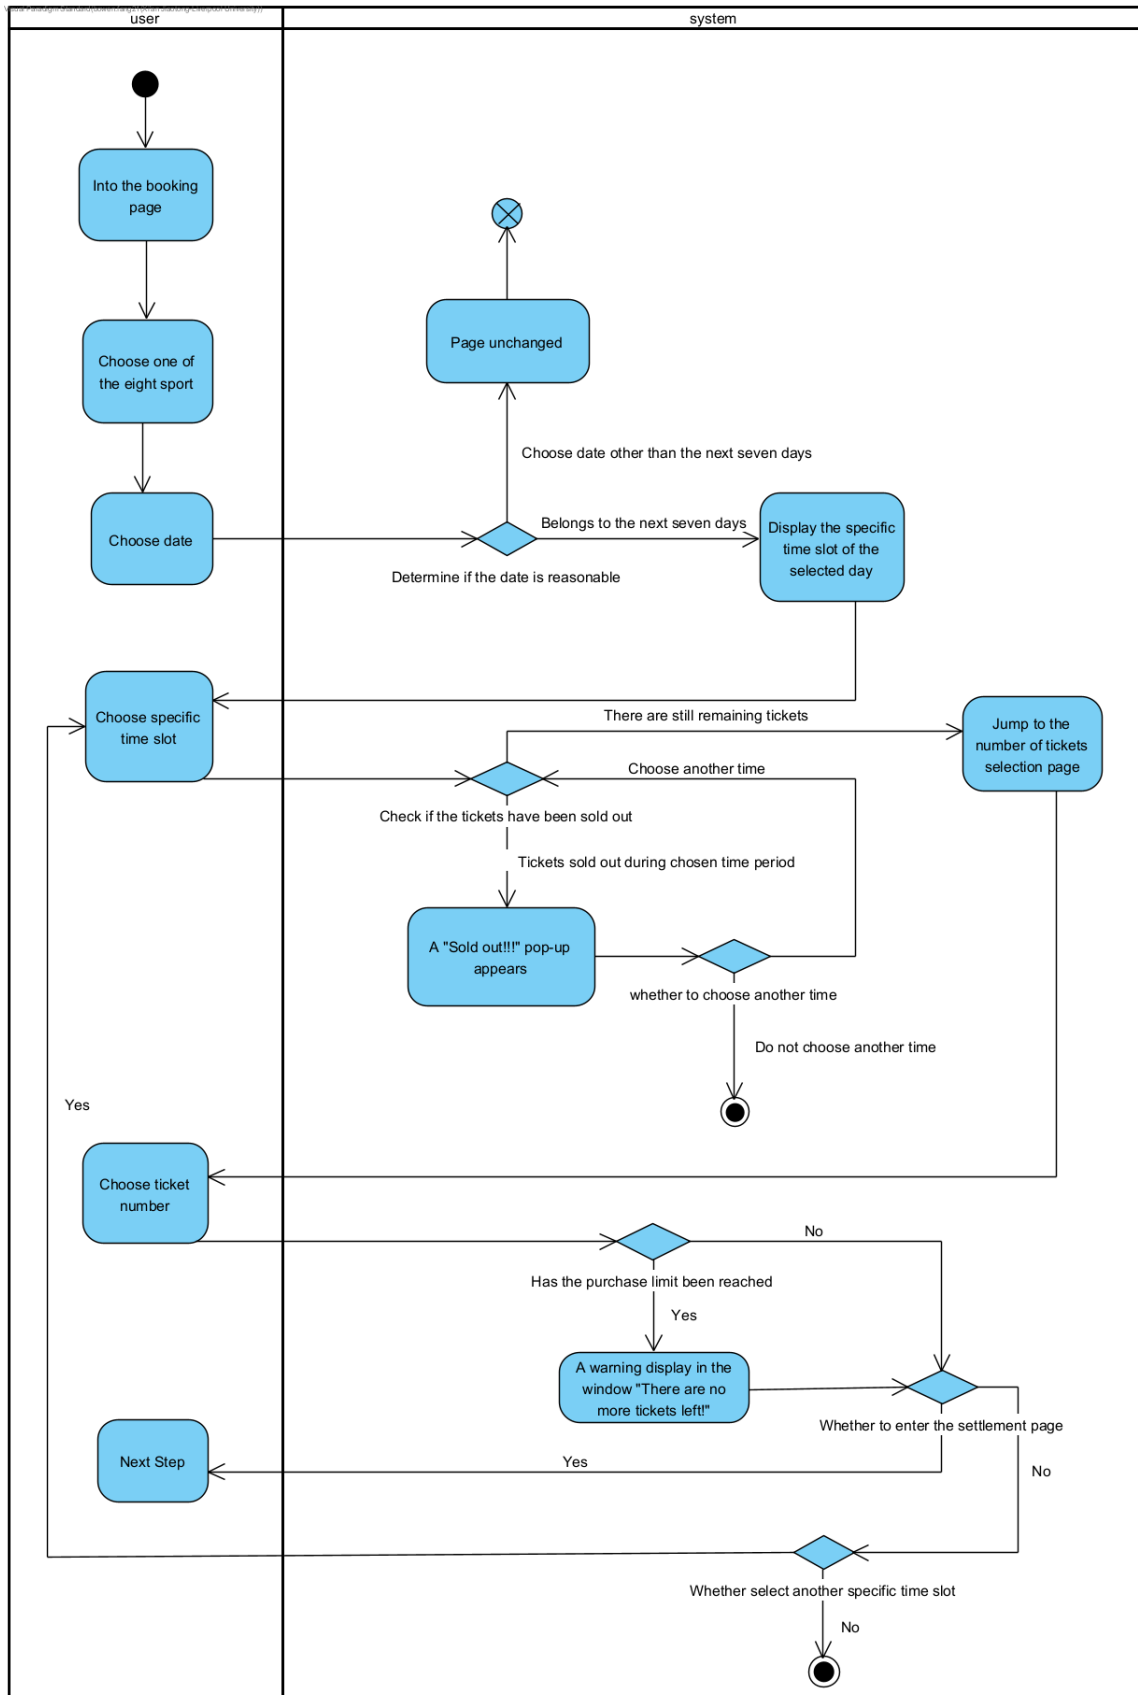 user
system
Into the booking
page
Choose one of
the eight sport
Page unchanged
Choose date other than the next seven days
Choose date
Belongs to the next seven days
Display the specific
time slot of the
selected day
Determine if the date is reasonable
Choose specific
time slot
There are still remaining tickets
Jump to the
number of tickets
selection page
Choose another time
Check if the tickets have been sold out
Tickets sold out during chosen time period
A "Sold out!!!" pop-up
appears
whether to choose another time
Do not choose another time
Yes
Choose ticket
number
No
Has the purchase limit been reached
Yes
A warning display in the
window "There are no
more tickets left!"
Whether to enter the settlement page
Next Step
Yes
No
Whether select another specific time slot
No